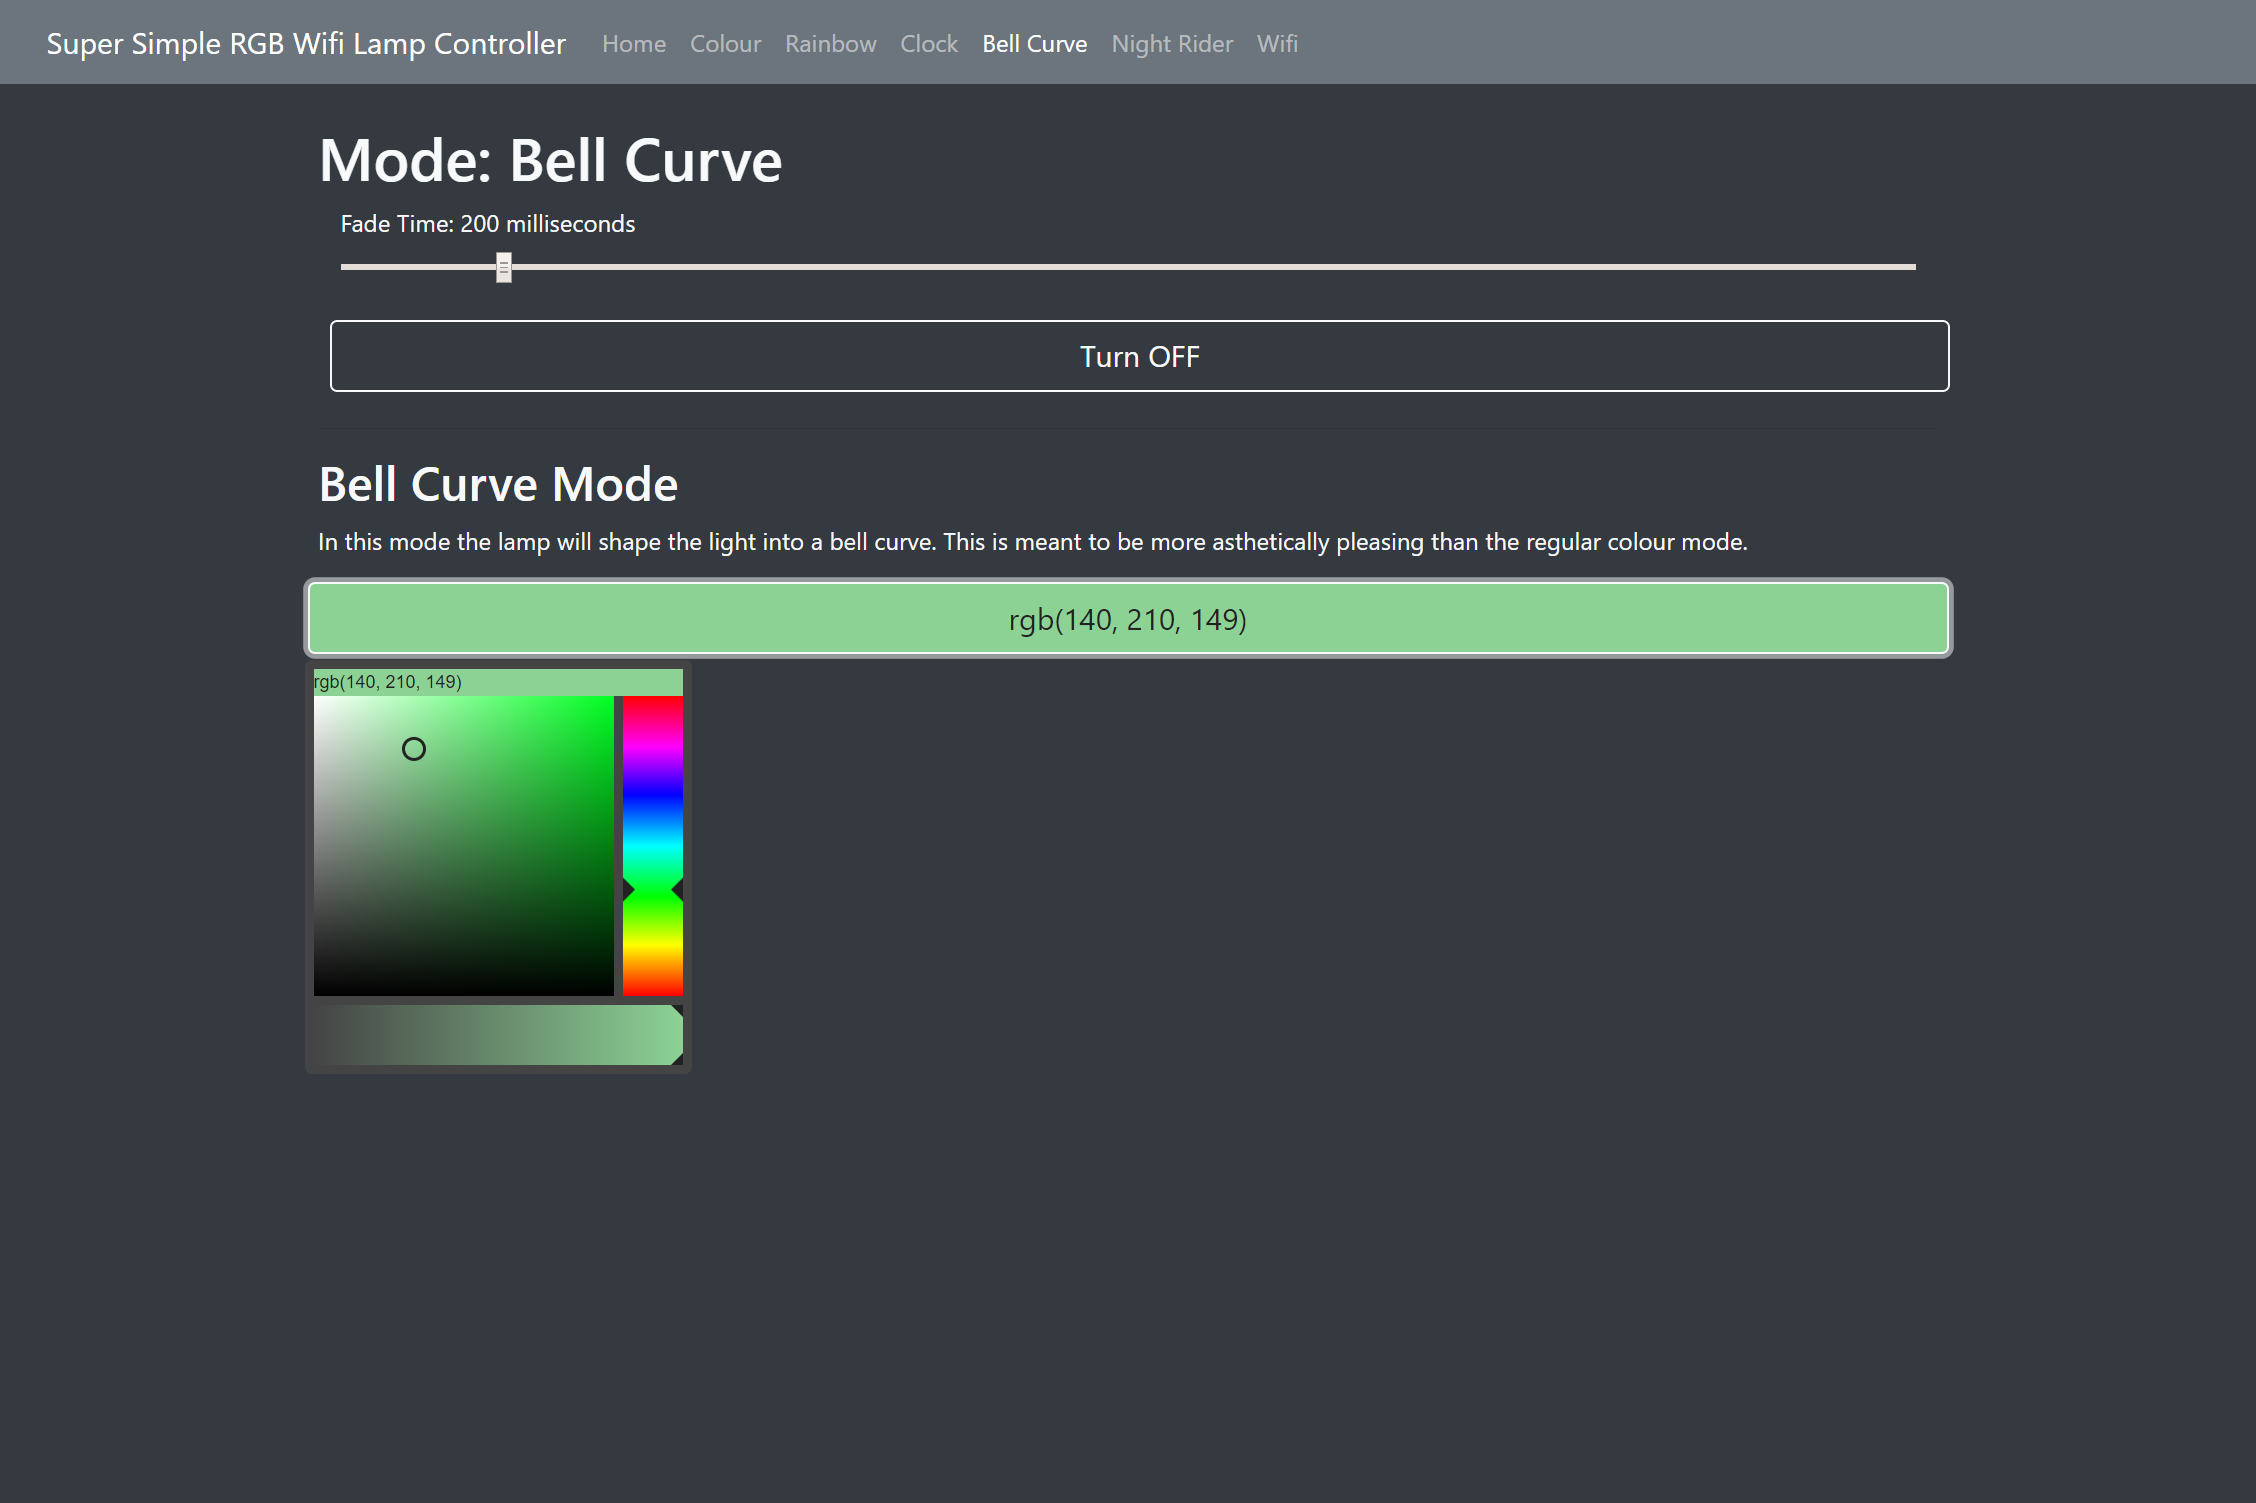 Super Simple RGB Wifi Lamp Controller Home Colour Rainbow Clock Bell Curve Night Rider Wifi
Mode: Bell Curve
Fade Time: 200 milliseconds
Turn OFF
Bell Curve Mode
In this mode the lamp will shape the light into a bell curve. This is meant to be more asthetically pleasing than the regular colour mode.
rgb(140, 210, 149)
rgb(140, 210, 149)